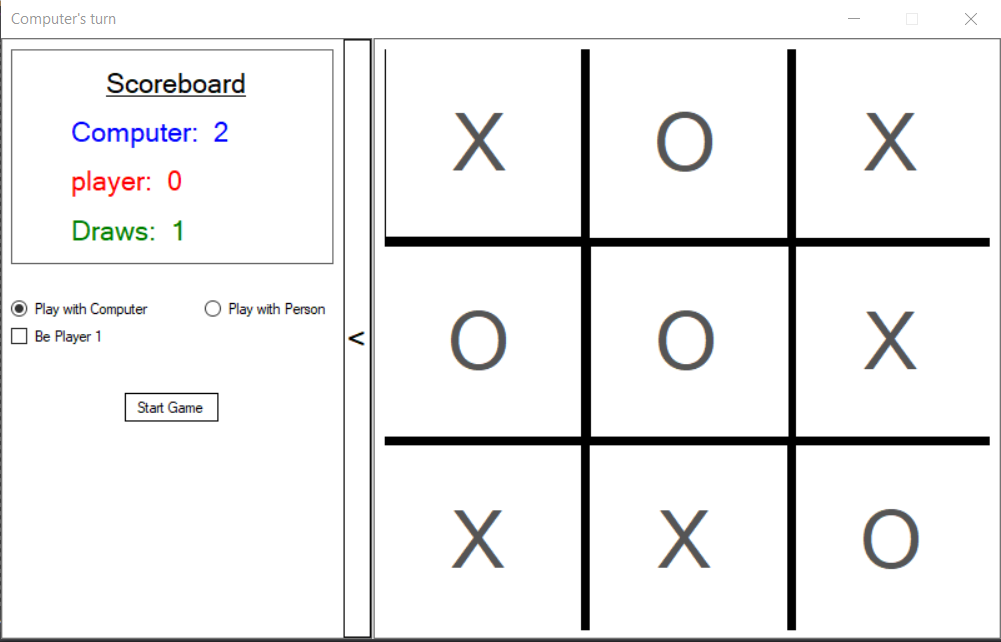 Computer's turn
Scoreboard
Computer: 2
player: 0
Draws: 1
Play with Computer Play with Person
Be Player 1
Start Game
<
X O X
O O X
X X O